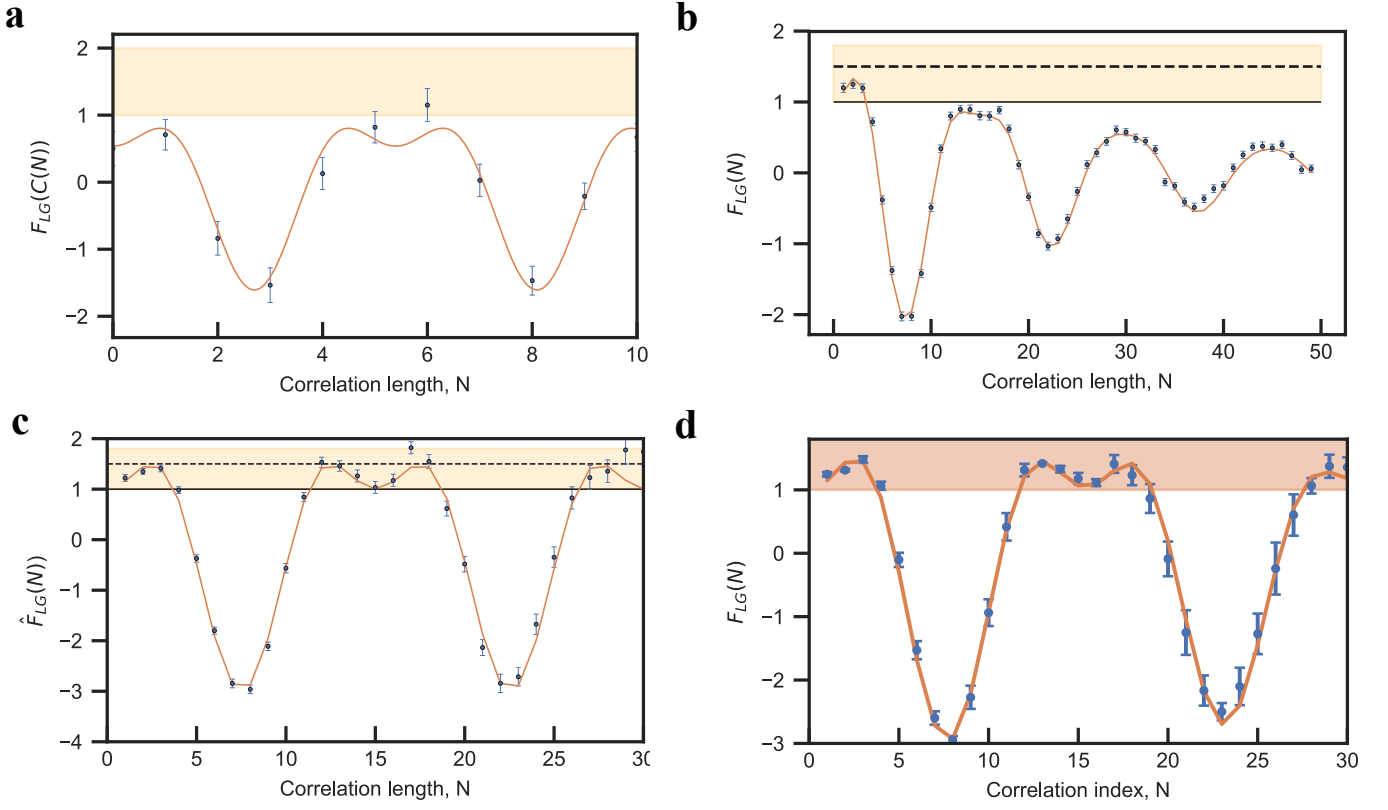 a
2
1
0
−1
−2
F_LG(C(N))
0 2 4 6 8 10
Correlation length, N
b
2
1
0
−1
−2
F_LG(N)
0 10 20 30 40 50
Correlation length, N
c
2
1
0
−1
−2
−3
−4
F̂_LG(N))
0 5 10 15 20 25 30
Correlation length, N
d
1
0
−1
−2
−3
F_LG(N)
0 5 10 15 20 25 30
Correlation index, N